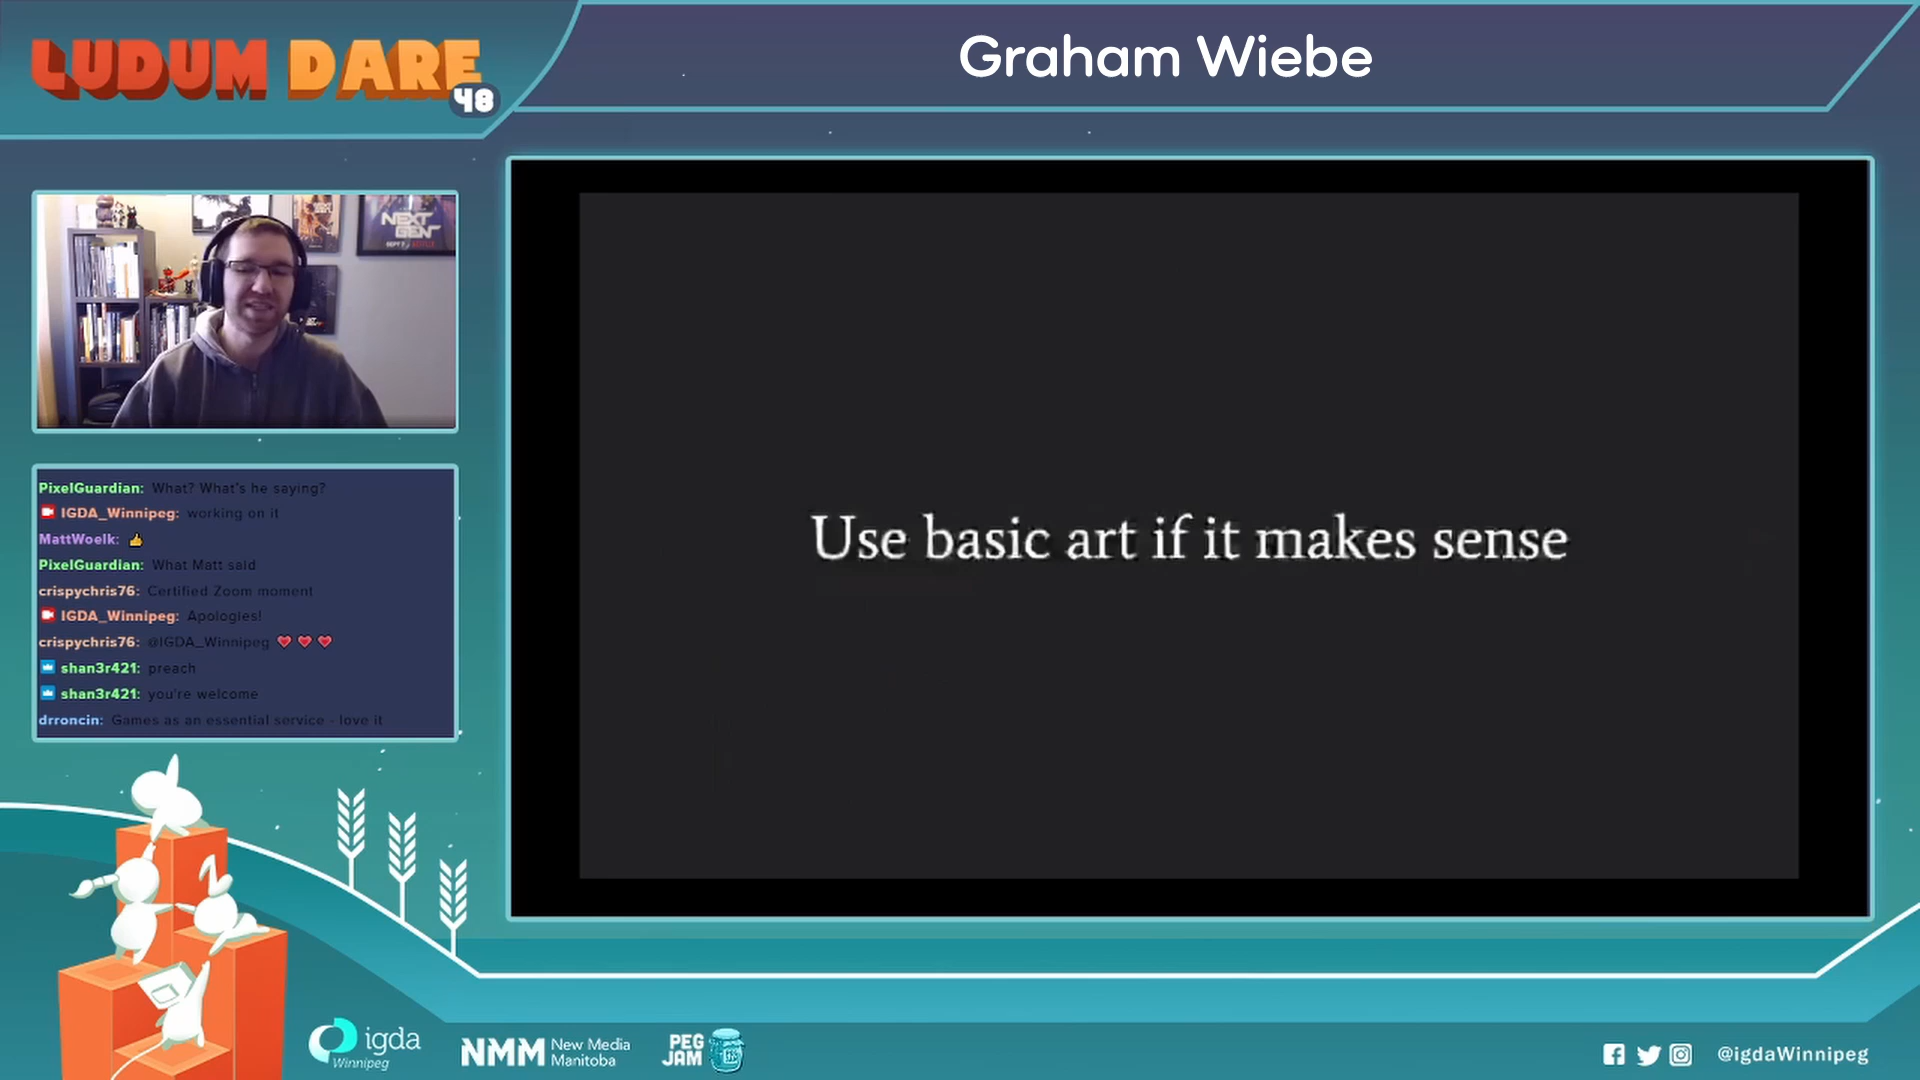 LUDUM DARE
48
Graham Wiebe
NEXT
GEN
Use basic art if it makes sense
PixelGuardian: What? What's he saying?
IGDA_Winnipeg: working on it
MattWoelk: 👍
PixelGuardian: What Matt said
crispychris76: Certified Zoom moment
IGDA_Winnipeg: Apologies!
crispychris76: @IGDA_Winnipeg ❤ ❤ ❤
shan3r421: preach
shan3r421: you're welcome
drroncin: Games as an essential service - love it
igda
Winnipeg
NMM New Media
Manitoba
PEG
JAM
@igdaWinnipeg